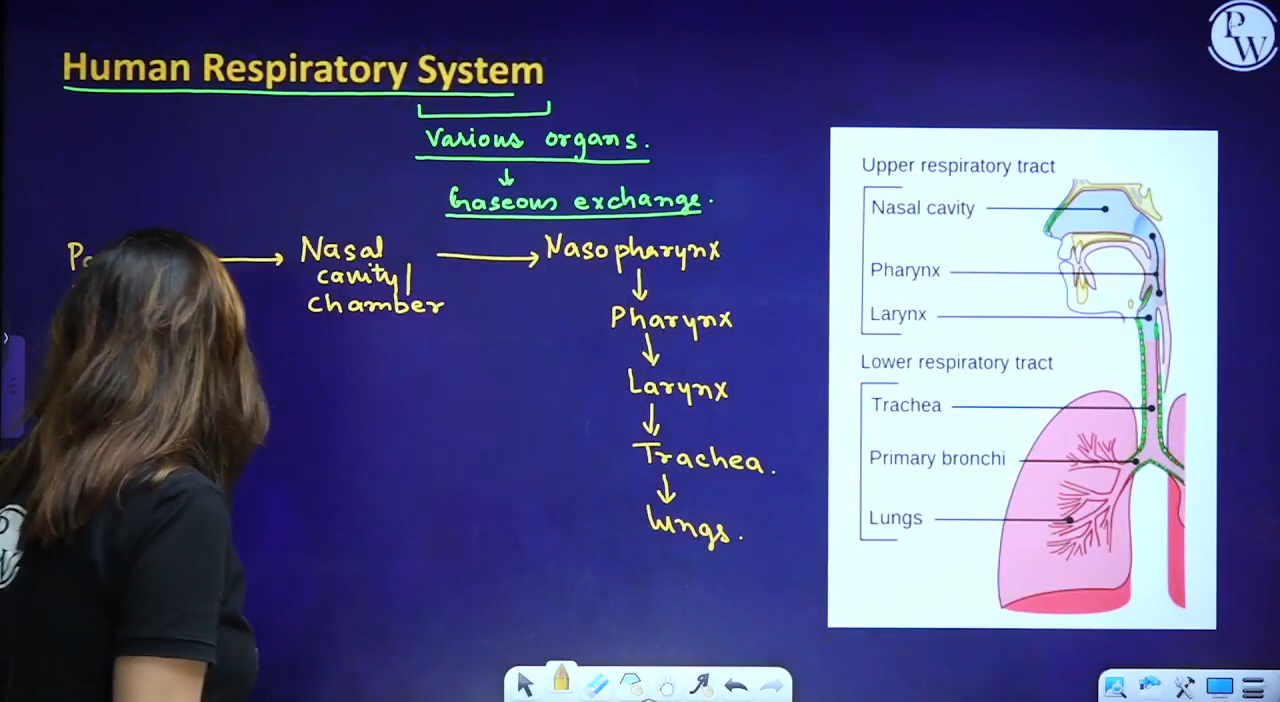 Human Respiratory System
PW
Various organs.
↓
Gaseous exchange.
→ Nasal cavity/ chamber → Nasopharynx
↓
Pharynx
↓
Larynx
↓
Trachea.
↓
Lungs.
Upper respiratory tract
Nasal cavity
Pharynx
Larynx
Lower respiratory tract
Trachea
Primary bronchi
Lungs